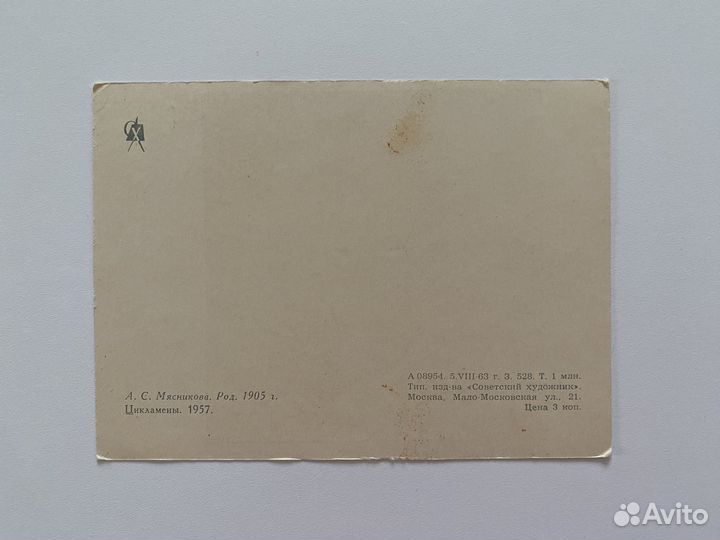 СХ
А. С. Мясникова. Род. 1905 г.
Цикламены. 1957.
А 08954. 5.VIII-63 г. З. 528. Т. 1 млн.
Тип. изд-ва «Советский художник».
Москва, Мало-Московская ул., 21.
Цена 3 коп.
Avito